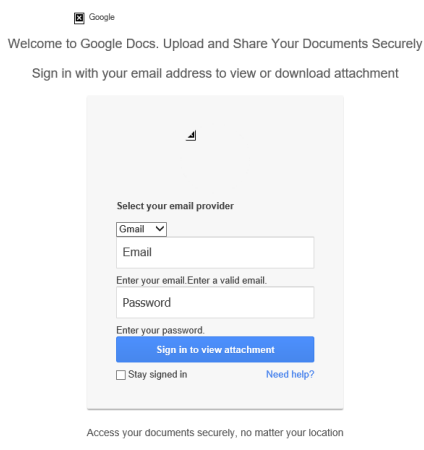 Google
Welcome to Google Docs. Upload and Share Your Documents Securely
Sign in with your email address to view or download attachment
Select your email provider
Gmail
Email
Enter your email.Enter a valid email.
Password
Enter your password.
Sign in to view attachment
Stay signed in Need help?
Access your documents securely, no matter your location